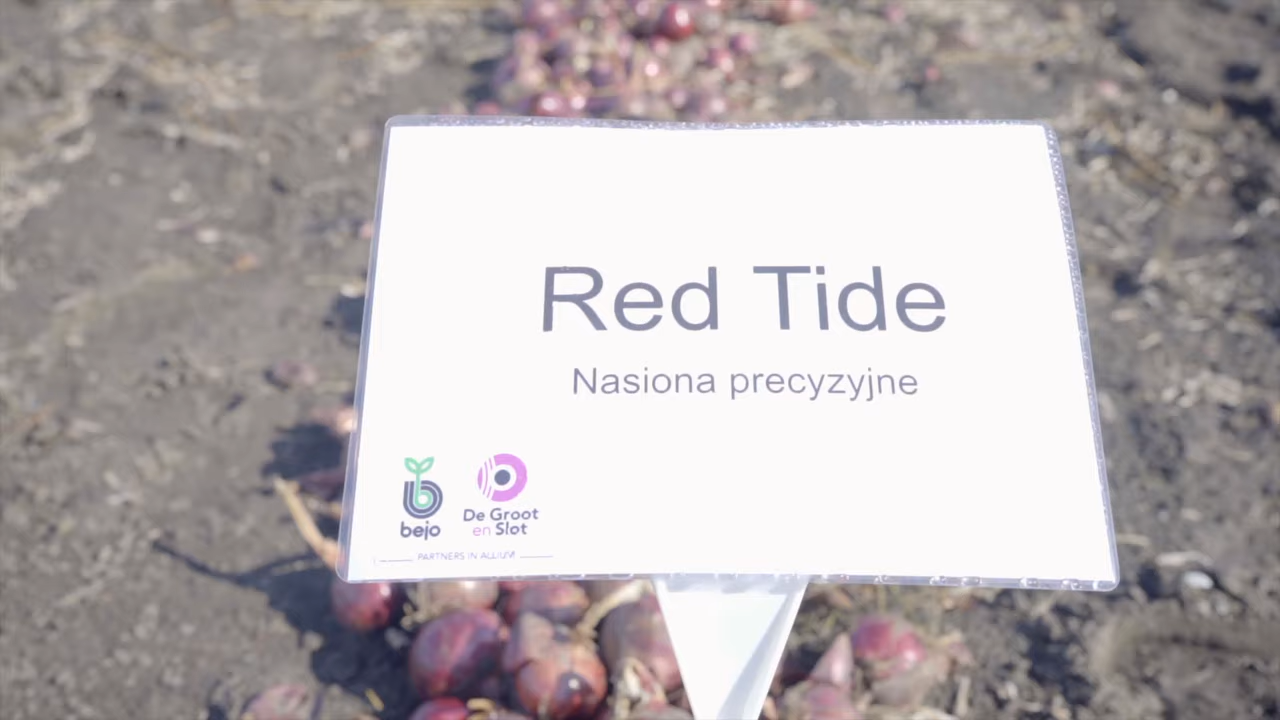 Red Tide
Nasiona precyzyjne
bejo
De Groot
en Slot
PARTNERS IN ALLIUM